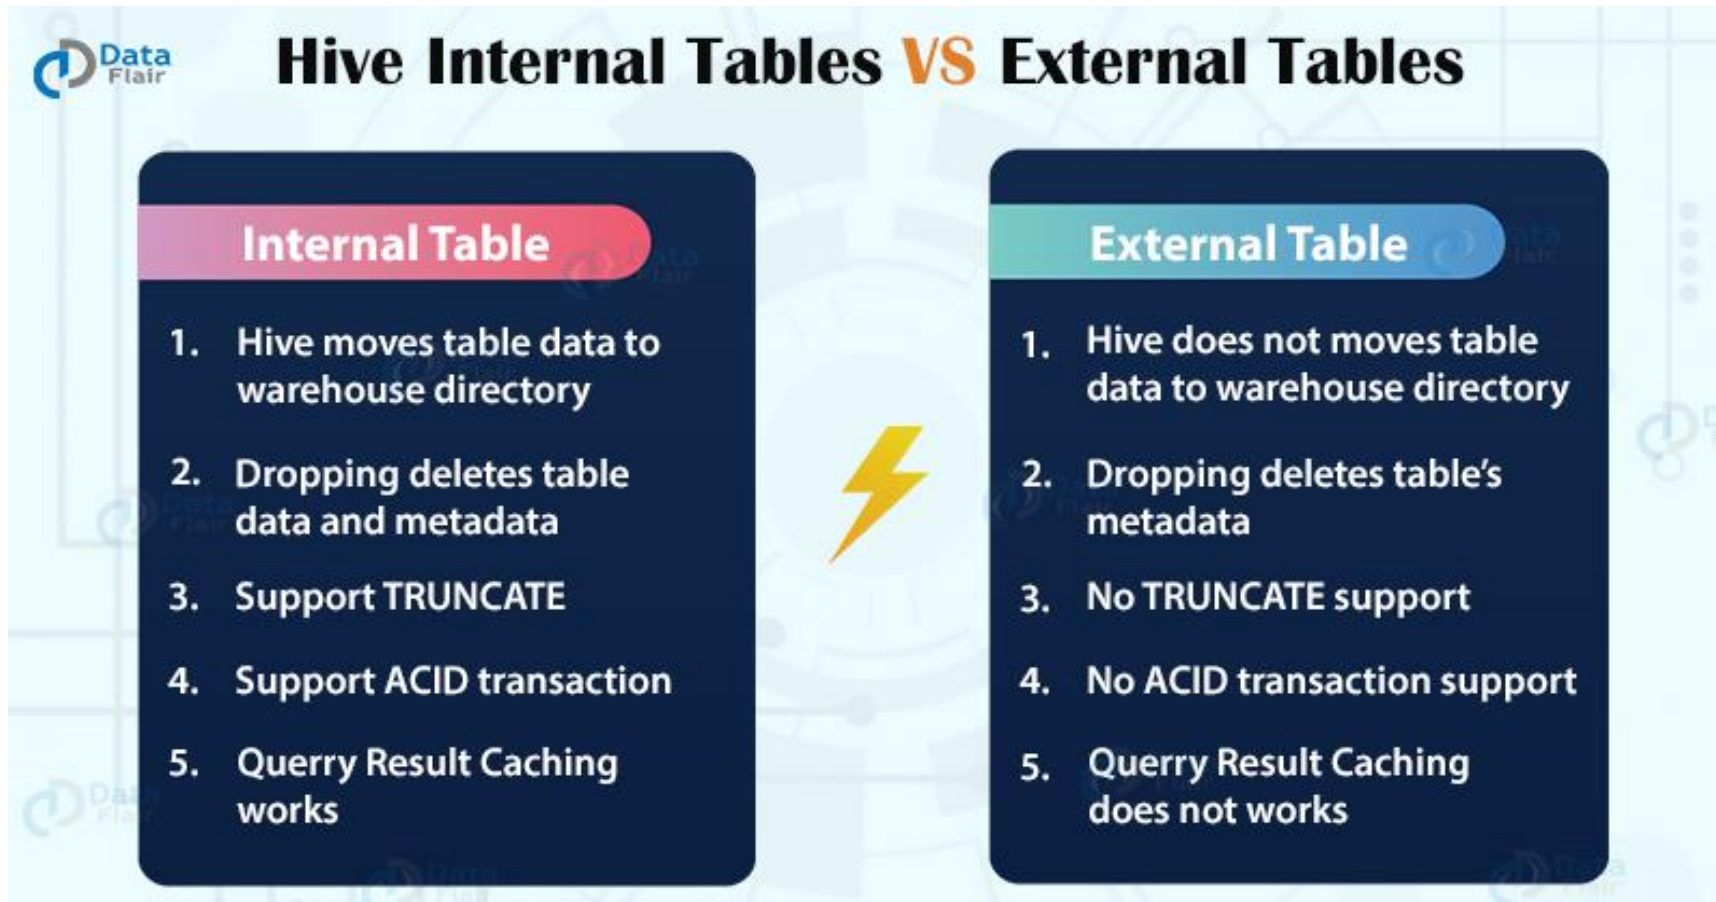 Data
Flair
Hive Internal Tables VS External Tables
Internal Table
1. Hive moves table data to
warehouse directory
2. Dropping deletes table
data and metadata
3. Support TRUNCATE
4. Support ACID transaction
5. Querry Result Caching
works
External Table
1. Hive does not moves table
data to warehouse directory
2. Dropping deletes table's
metadata
3. No TRUNCATE support
4. No ACID transaction support
5. Querry Result Caching
does not works